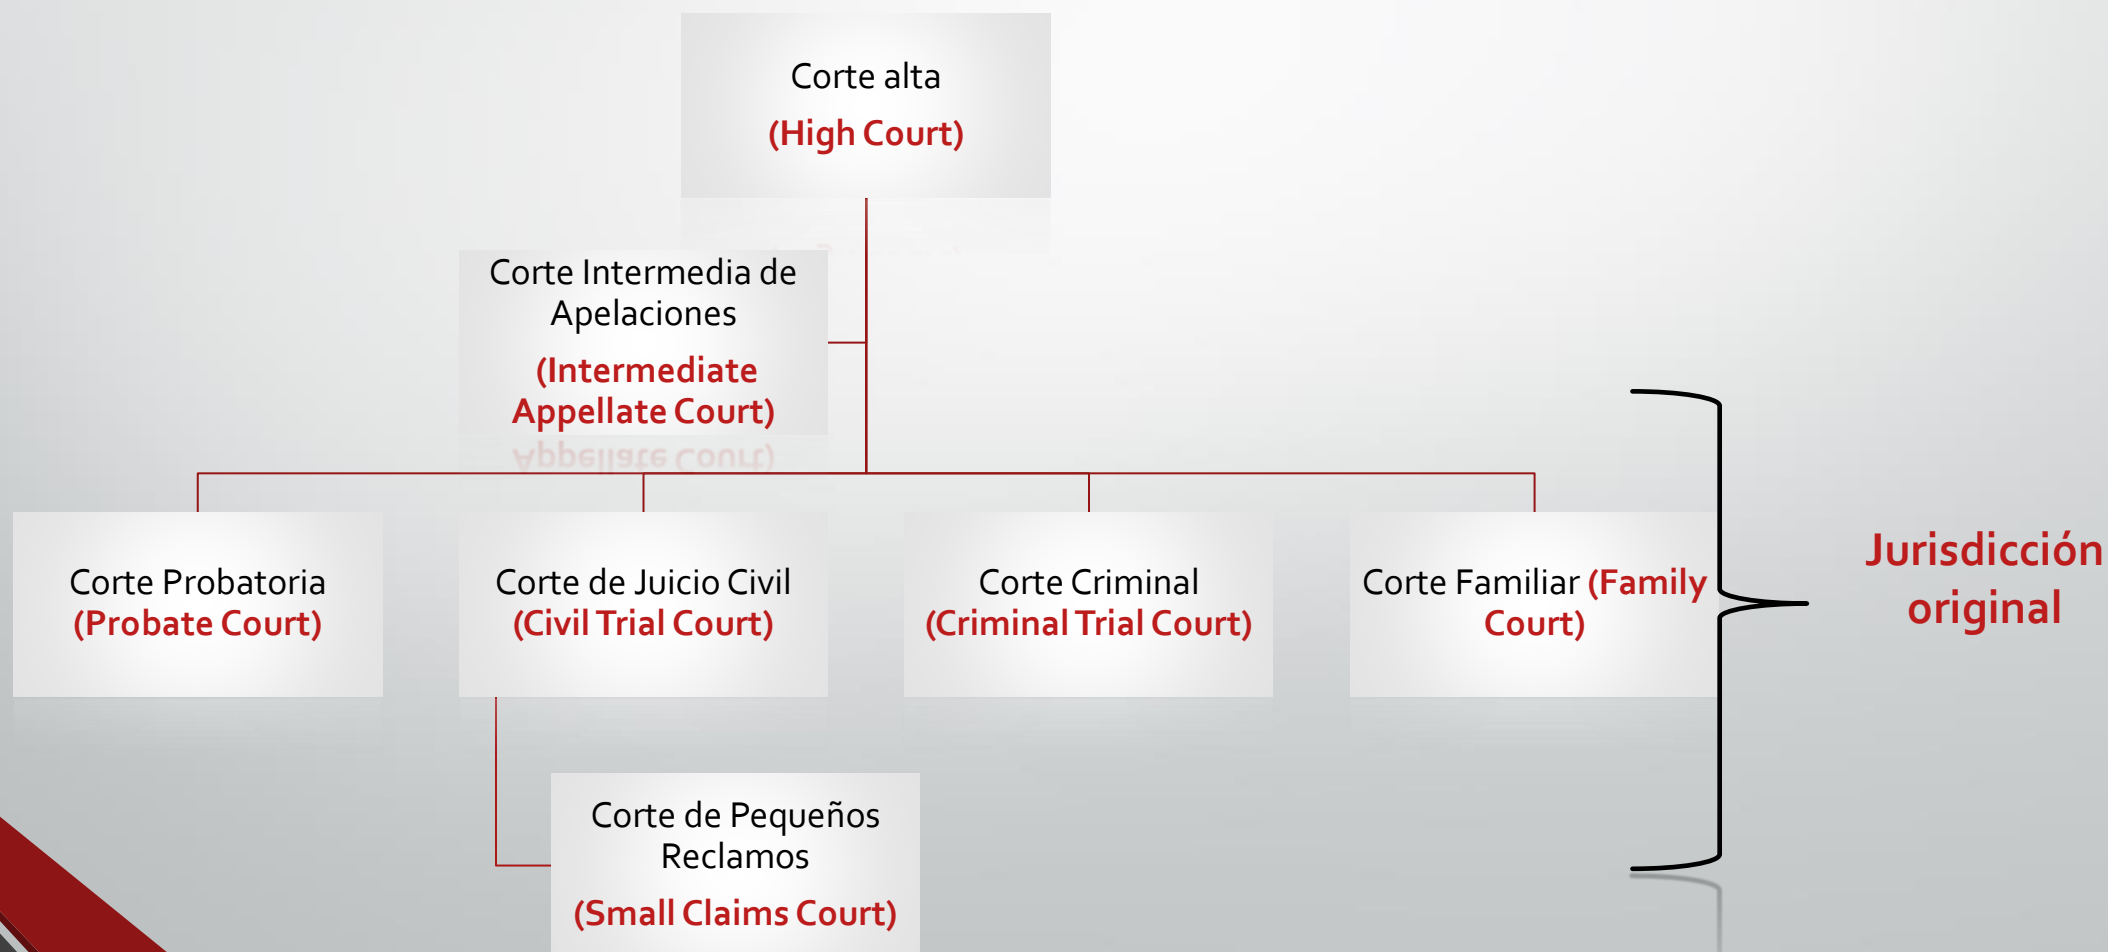 Corte alta
(High Court)
Corte Intermedia de
Apelaciones
(Intermediate
Appellate Court)
Corte Probatoria
(Probate Court)
Corte de Juicio Civil
(Civil Trial Court)
Corte Criminal
(Criminal Trial Court)
Corte Familiar (Family
Court)
Jurisdicción
original
Corte de Pequeños
Reclamos
(Small Claims Court)